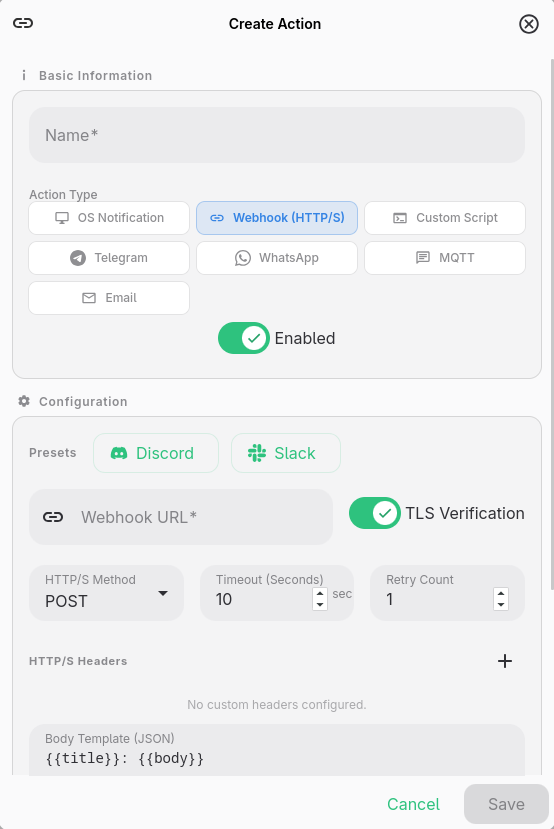 Create Action
Basic Information
Name*
Action Type
OS Notification
Webhook (HTTP/S)
Custom Script
Telegram
WhatsApp
MQTT
Email
Enabled
Configuration
Presets
Discord
Slack
Webhook URL*
TLS Verification
HTTP/S Method
POST
Timeout (Seconds)
10
sec
Retry Count
1
HTTP/S Headers
No custom headers configured.
Body Template (JSON)
{{title}}: {{body}}
Cancel
Save